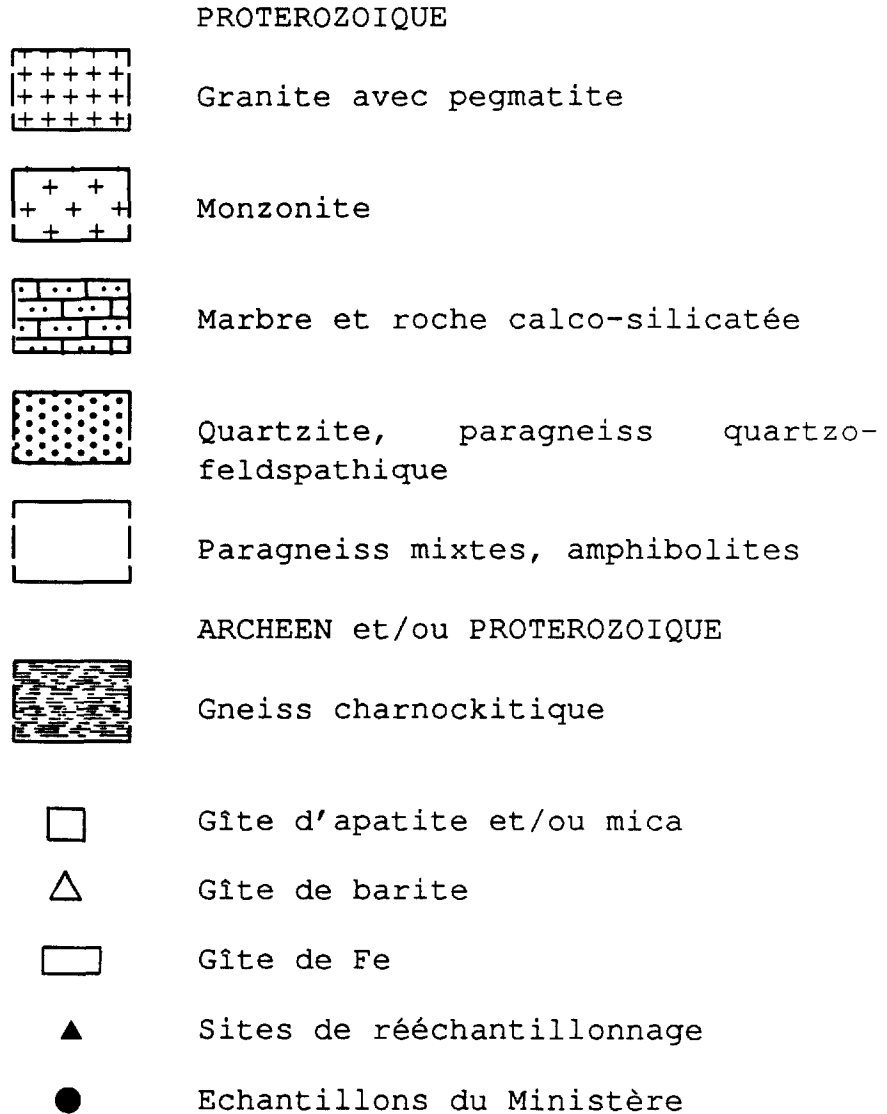 PROTEROZOIQUE
Granite avec pegmatite
Monzonite
Marbre et roche calco-silicatée
Quartzite, paragneiss quartzo-
feldspathique
Paragneiss mixtes, amphibolites
ARCHEEN et/ou PROTEROZOIQUE
Gneiss charnockitique
Gîte d'apatite et/ou mica
Gîte de barite
Gîte de Fe
Sites de rééchantillonnage
Echantillons du Ministère